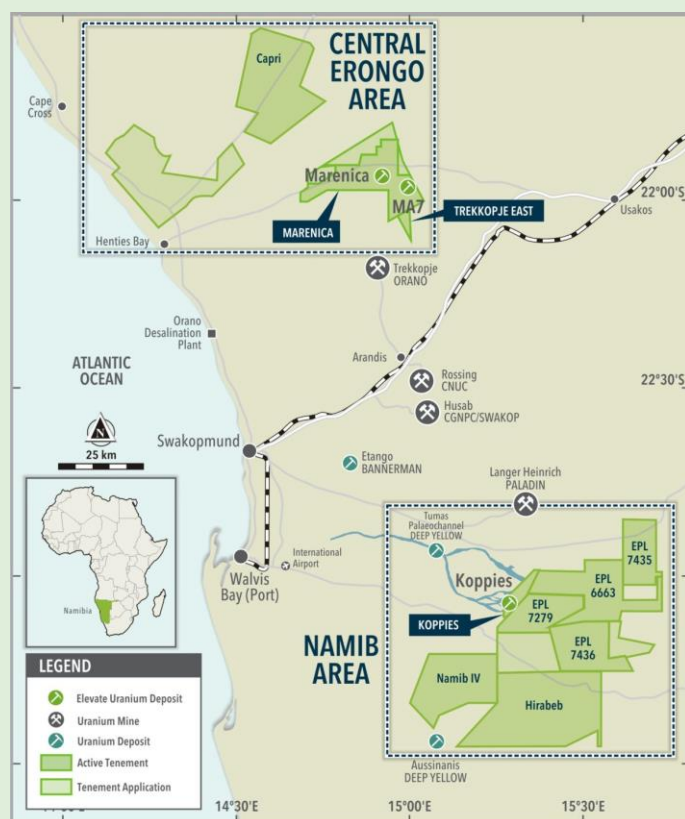 CENTRAL
ERONGO
AREA
Capri
Cape
Cross
Marenica
MA7
MARENICA
TREKKOPJE EAST
22°00'S
Usakos
Henties Bay
Trekkopje
ORANO
Orano
Desalination
Plant
Arandis
22°30'S
ATLANTIC
OCEAN
Rossing
CNUC
Husab
CGNPC/SWAKOP
N
25 km
Swakopmund
Etango
BANNERMAN
Langer Heinrich
PALADIN
Tumas
Palaeochannel
DEEP YELLOW
International
Airport
Walvis
Bay (Port)
Koppies
EPL
7435
EPL
6663
EPL
7279
KOPPIES
EPL
7436
NAMIB
AREA
Namib IV
Hirabeb
Aussinanis
DEEP YELLOW
Namibia
LEGEND
Elevate Uranium Deposit
Uranium Mine
Uranium Deposit
Active Tenement
Tenement Application
14°30'E
15°00'E
15°30'E